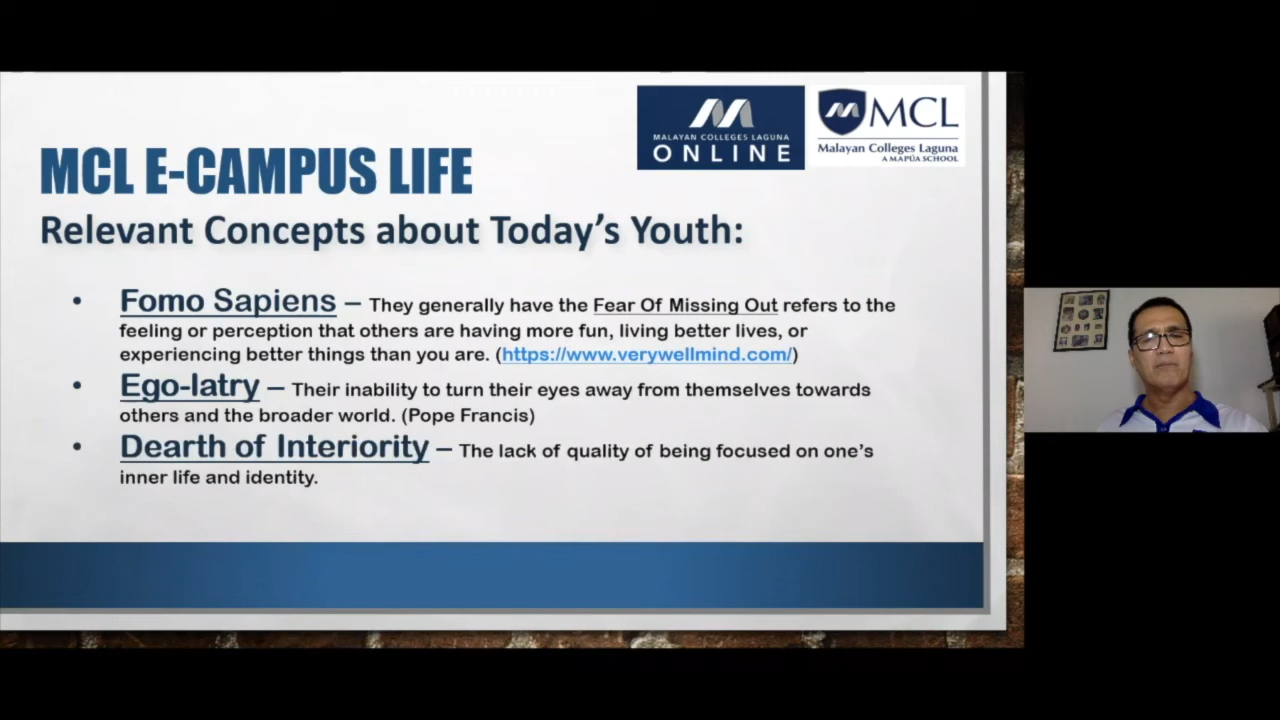 MALAYAN COLLEGES LAGUNA
ONLINE
MCL
Malayan Colleges Laguna
A MAPÚA SCHOOL
MCL E-CAMPUS LIFE
Relevant Concepts about Today's Youth:
• Fomo Sapiens – They generally have the Fear Of Missing Out refers to the
feeling or perception that others are having more fun, living better lives, or
experiencing better things than you are. (https://www.verywellmind.com/)
• Ego-latry – Their inability to turn their eyes away from themselves towards
others and the broader world. (Pope Francis)
• Dearth of Interiority – The lack of quality of being focused on one's
inner life and identity.